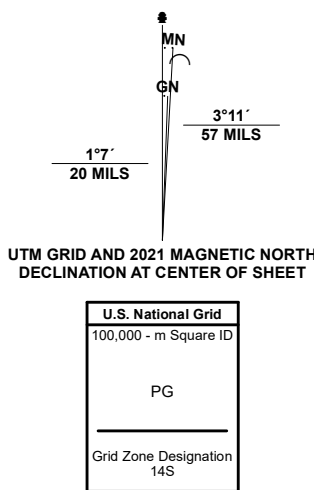 MN
GN
3°11´
57 MILS
1°7´
20 MILS
UTM GRID AND 2021 MAGNETIC NORTH
DECLINATION AT CENTER OF SHEET
U.S. National Grid
100,000 - m Square ID
PG
Grid Zone Designation
14S